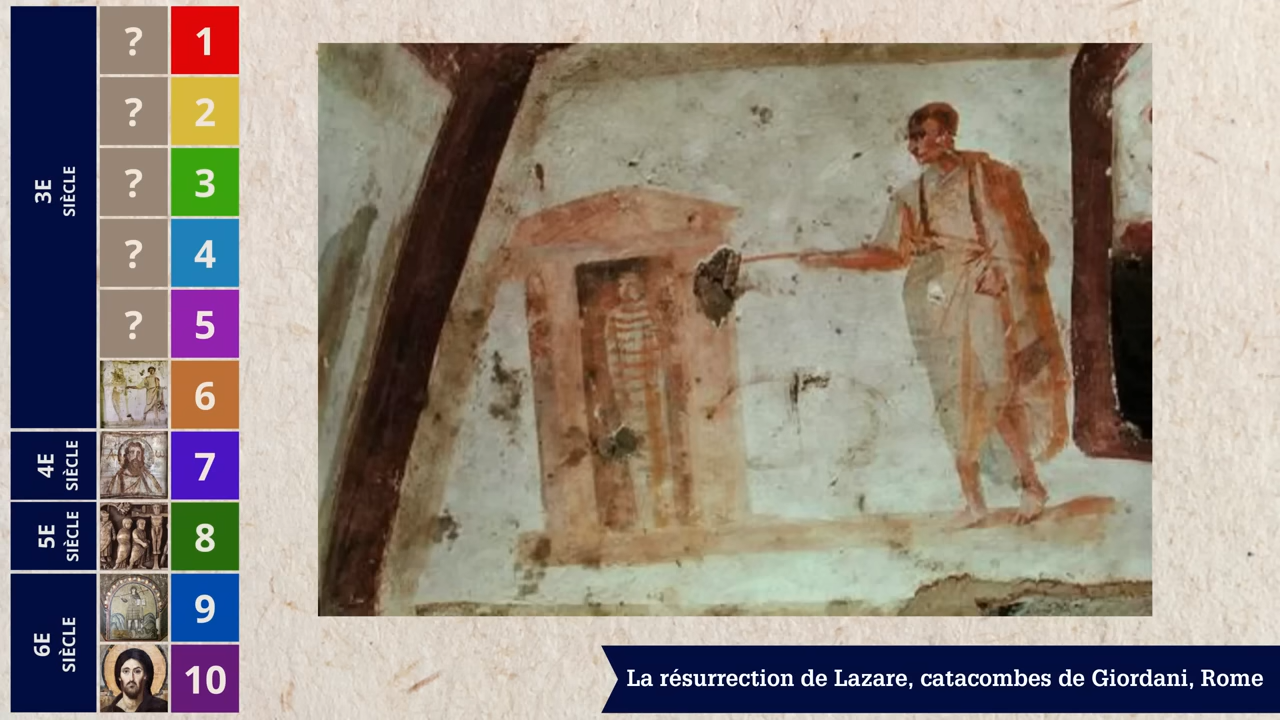 3E
SIÈCLE
? 1
? 2
? 3
? 4
? 5
6
4E
SIÈCLE
7
5E
SIÈCLE
8
6E
SIÈCLE
9
10
La résurrection de Lazare, catacombes de Giordani, Rome